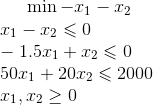 min −x₁ − x₂
x₁ − x₂ ⩽ 0
− 1.5x₁ + x₂ ⩽ 0
50x₁ + 20x₂ ⩽ 2000
x₁, x₂ ≥ 0